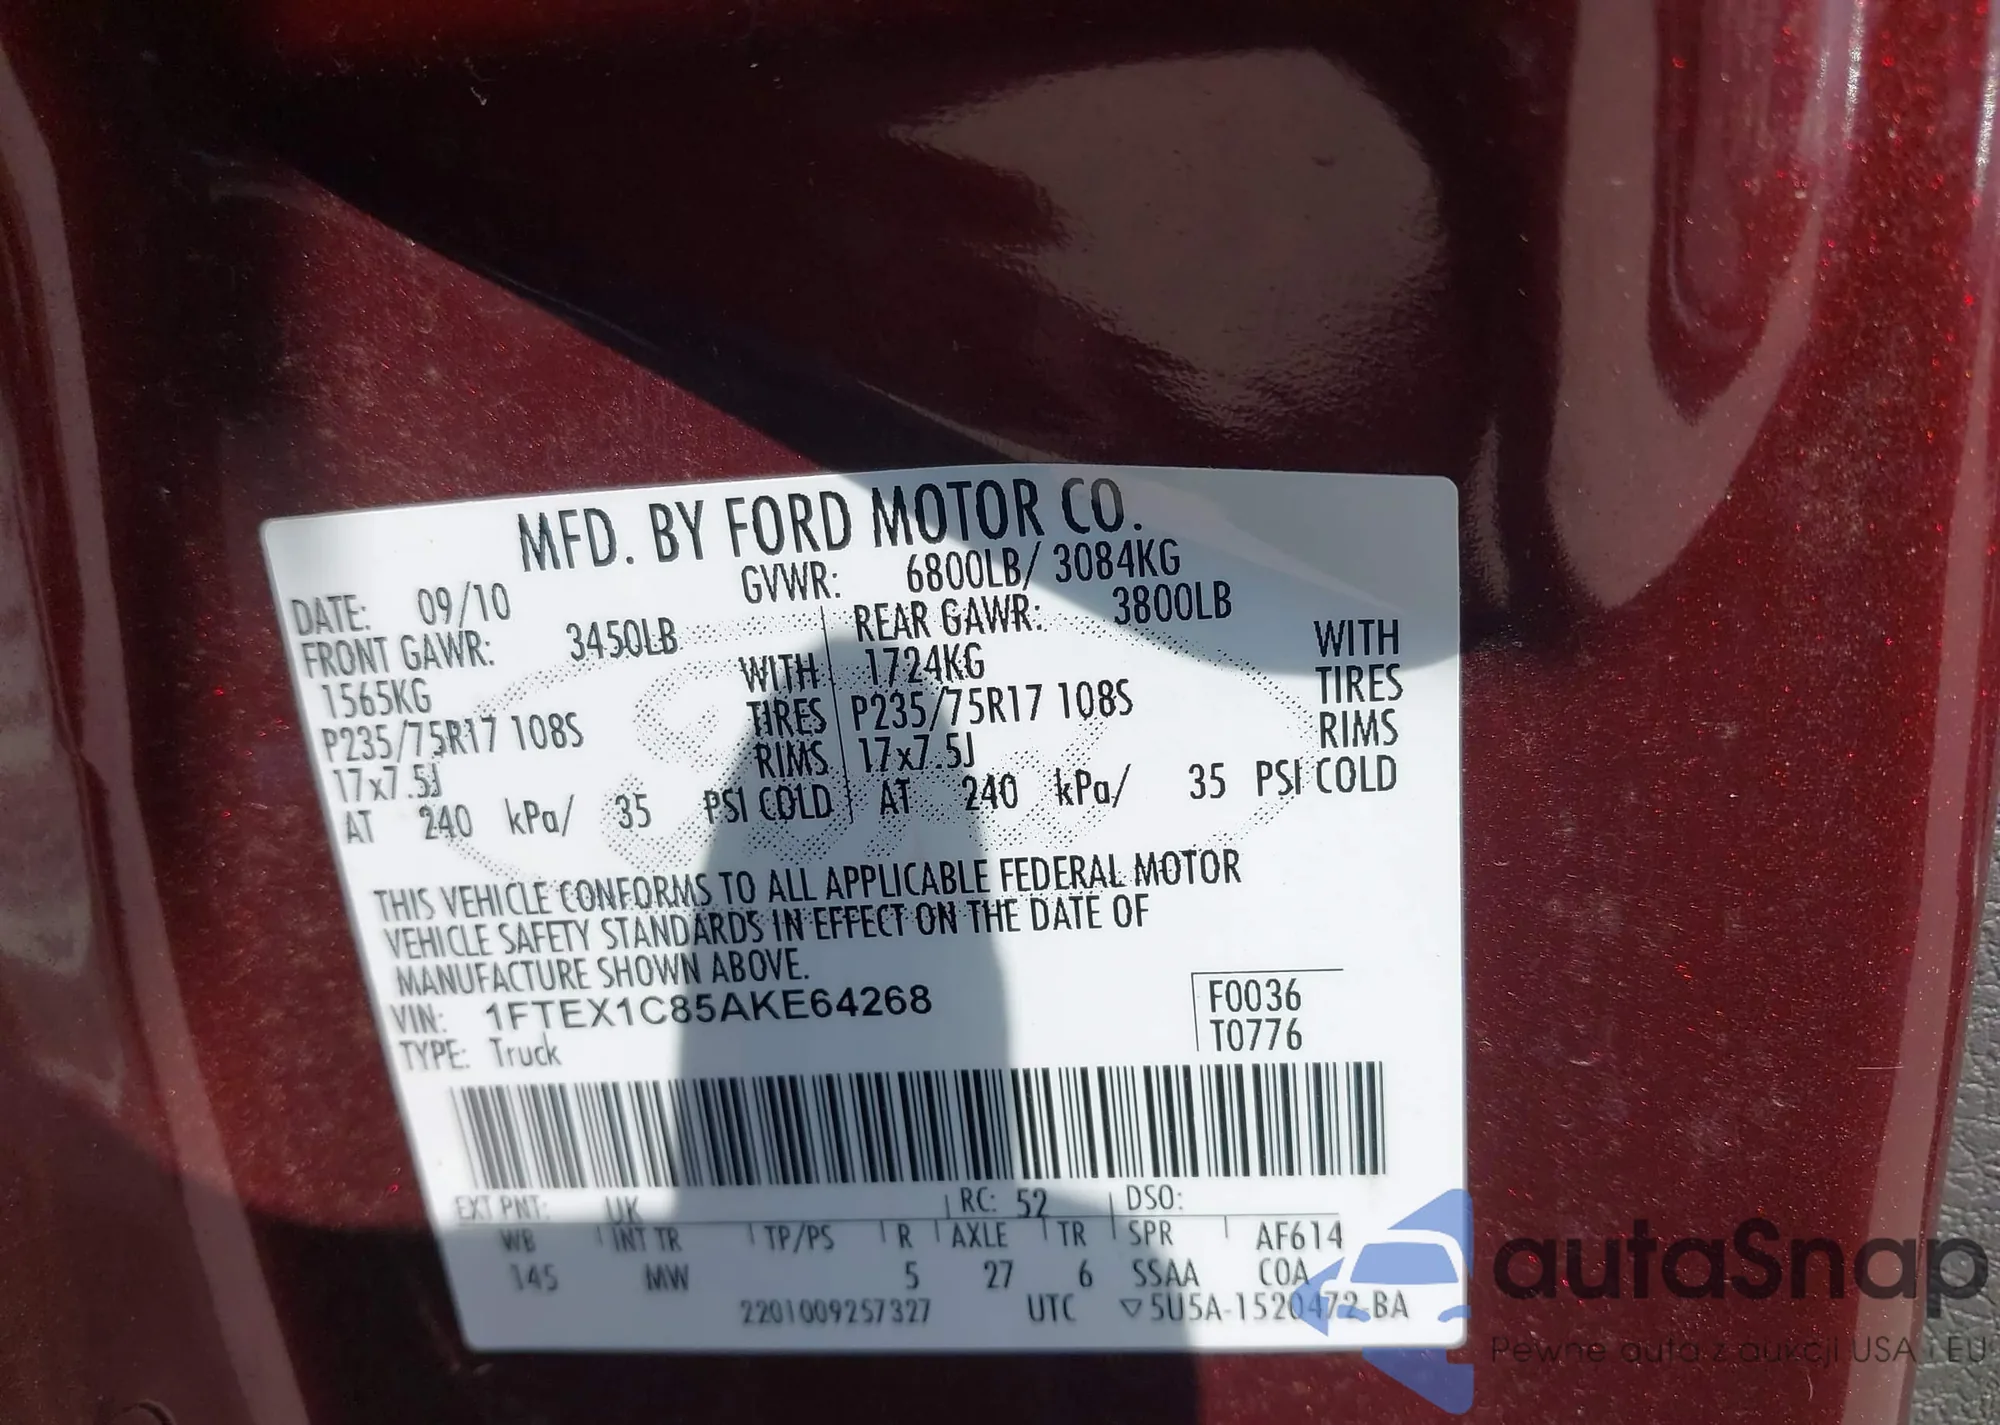 MFD. BY FORD MOTOR CO.
DATE: 09/10 GVWR: 6800LB/ 3084KG
FRONT GAWR: 3450LB REAR GAWR: 3800LB
1565KG WITH 1724KG WITH
P235/75R17 108S TIRES P235/75R17 108S TIRES
17x7.5J RIMS 17x7.5J RIMS
AT 240 kPa/ 35 PSI COLD AT 240 kPa/ 35 PSI COLD
THIS VEHICLE CONFORMS TO ALL APPLICABLE FEDERAL MOTOR
VEHICLE SAFETY STANDARDS IN EFFECT ON THE DATE OF
MANUFACTURE SHOWN ABOVE.
VIN: 1FTEX1C85AKE64268 F0036
TYPE: Truck T0776
EXT PNT: UK RC: 52 DSO:
WB INT TR TP/PS R AXLE TR SPR AF614
145 MW 5 27 6 SSAA COA
2201009257327 UTC ▽5U5A-1520472-BA
autaSnap
Pewne auta z aukcji USA i EU